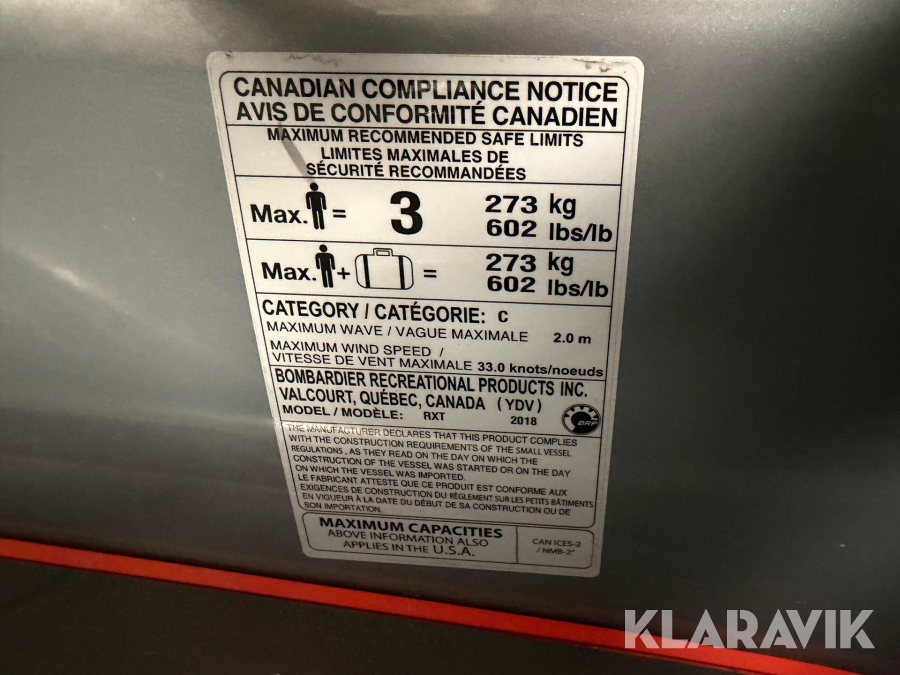 CANADIAN COMPLIANCE NOTICE
AVIS DE CONFORMITÉ CANADIEN
MAXIMUM RECOMMENDED SAFE LIMITS
LIMITES MAXIMALES DE
SÉCURITÉ RECOMMANDÉES
Max. = 3 273 kg
602 lbs/lb
Max. + = 273 kg
602 lbs/lb
CATEGORY / CATÉGORIE: C
MAXIMUM WAVE / VAGUE MAXIMALE 2.0 m
MAXIMUM WIND SPEED /
VITESSE DE VENT MAXIMALE 33.0 knots/noeuds
BOMBARDIER RECREATIONAL PRODUCTS INC.
VALCOURT, QUÉBEC, CANADA (YDV)
MODEL / MODÈLE: RXT 2018
BRP
THE MANUFACTURER DECLARES THAT THIS PRODUCT COMPLIES
WITH THE CONSTRUCTION REQUIREMENTS OF THE SMALL VESSEL
REGULATIONS, AS THEY READ ON THE DAY ON WHICH THE
CONSTRUCTION OF THE VESSEL WAS STARTED OR ON THE DAY
ON WHICH THE VESSEL WAS IMPORTED.
LE FABRICANT ATTESTE QUE CE PRODUIT EST CONFORME AUX
EXIGENCES DE CONSTRUCTION DU RÈGLEMENT SUR LES PETITS BÂTIMENTS
EN VIGUEUR À LA DATE DU DÉBUT DE SA CONSTRUCTION OU DE
SON IMPORTATION.
MAXIMUM CAPACITIES
ABOVE INFORMATION ALSO
APPLIES IN THE U.S.A.
CAN ICES-2
/ NMB-2"
KLARAVIK